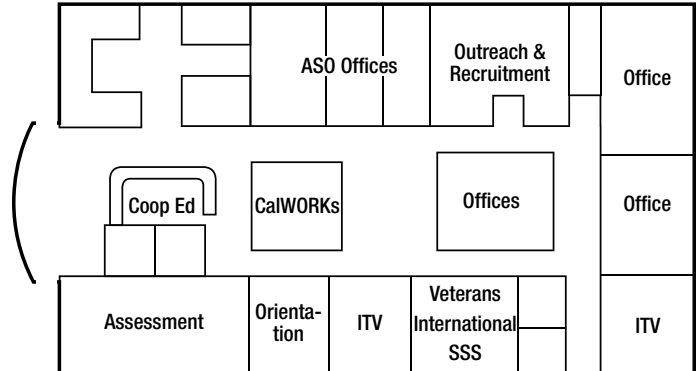 ASO Offices
Outreach &
Recruitment
Office
Coop Ed
CalWORKs
Offices
Office
Assessment
Orienta-
tion
ITV
Veterans
International
SSS
ITV